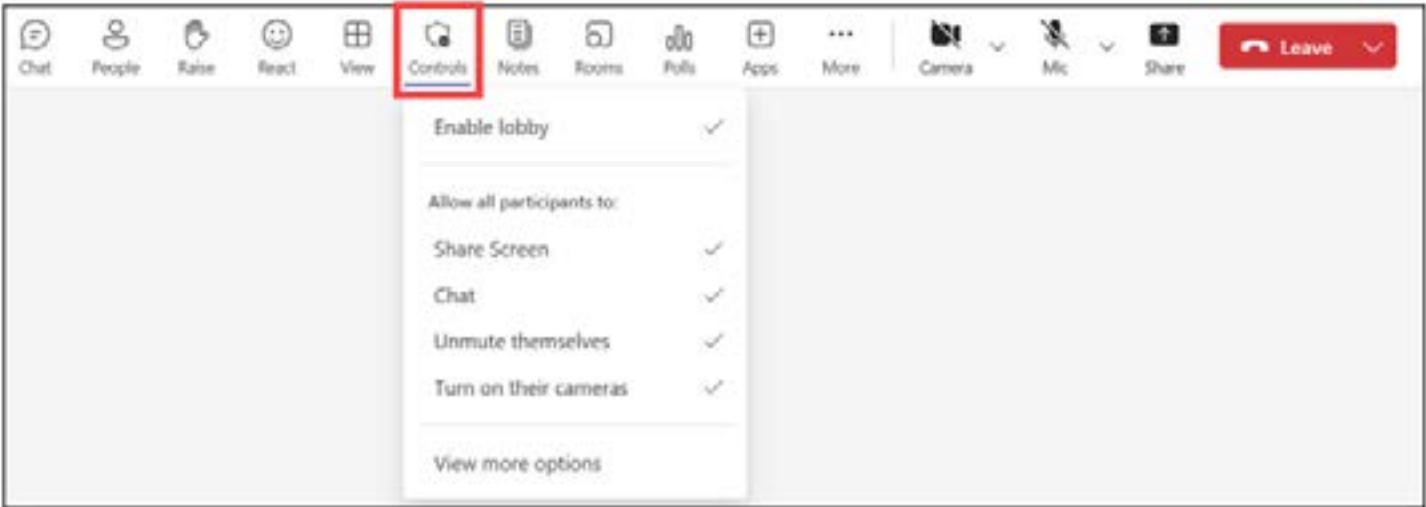 Chat People Raise React View Controls Notes Rooms Polls Apps More Camera Mic Share Leave
Enable lobby
Allow all participants to:
Share Screen
Chat
Unmute themselves
Turn on their cameras
View more options